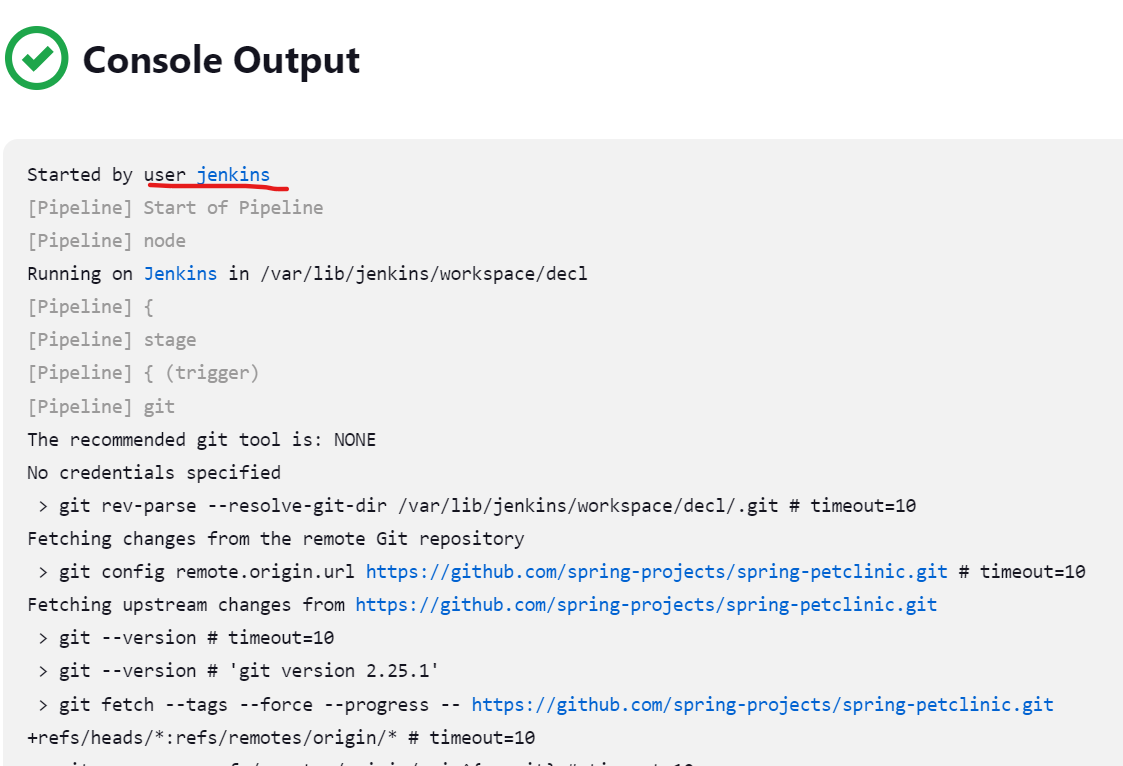 Console Output
Started by user jenkins
[Pipeline] Start of Pipeline
[Pipeline] node
Running on Jenkins in /var/lib/jenkins/workspace/decl
[Pipeline] {
[Pipeline] stage
[Pipeline] { (trigger)
[Pipeline] git
The recommended git tool is: NONE
No credentials specified
 > git rev-parse --resolve-git-dir /var/lib/jenkins/workspace/decl/.git # timeout=10
Fetching changes from the remote Git repository
 > git config remote.origin.url https://github.com/spring-projects/spring-petclinic.git # timeout=10
Fetching upstream changes from https://github.com/spring-projects/spring-petclinic.git
 > git --version # timeout=10
 > git --version # 'git version 2.25.1'
 > git fetch --tags --force --progress -- https://github.com/spring-projects/spring-petclinic.git
+refs/heads/*:refs/remotes/origin/* # timeout=10